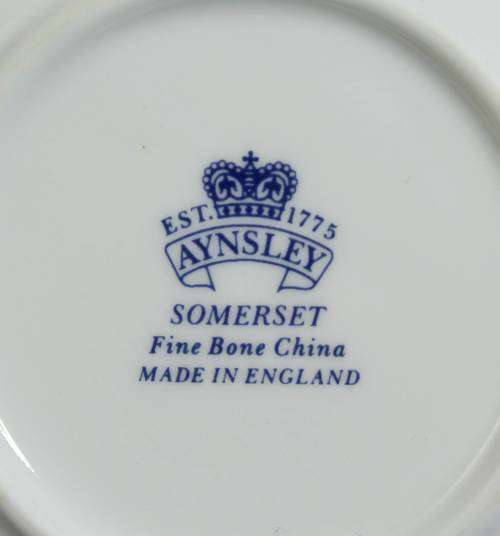 EST. 1775
AYNSLEY
SOMERSET
Fine Bone China
MADE IN ENGLAND